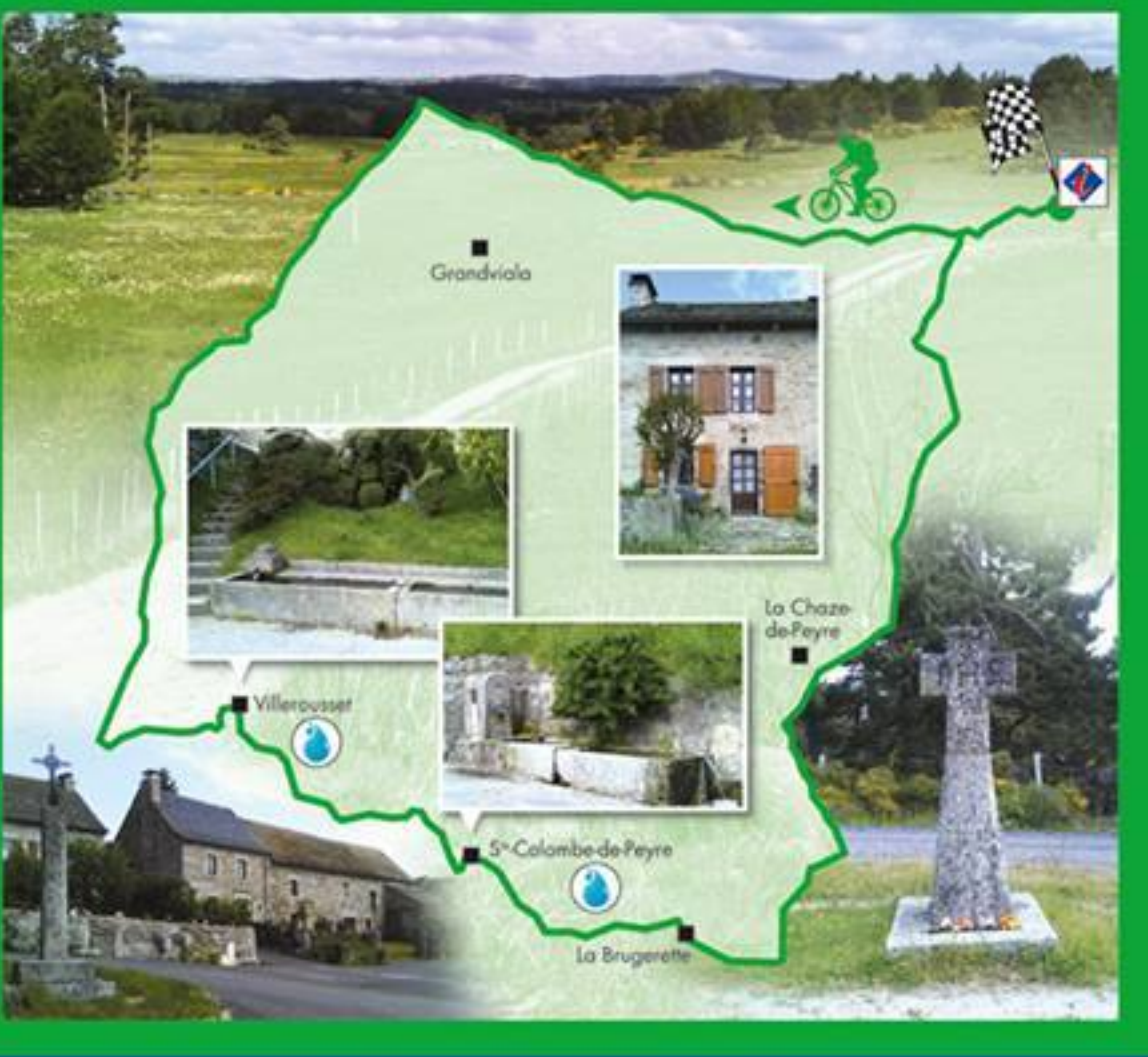 Grandviala
La Chaze-
de-Peyre
Villerousset
Ste-Colombe-de-Peyre
La Brugerette
i